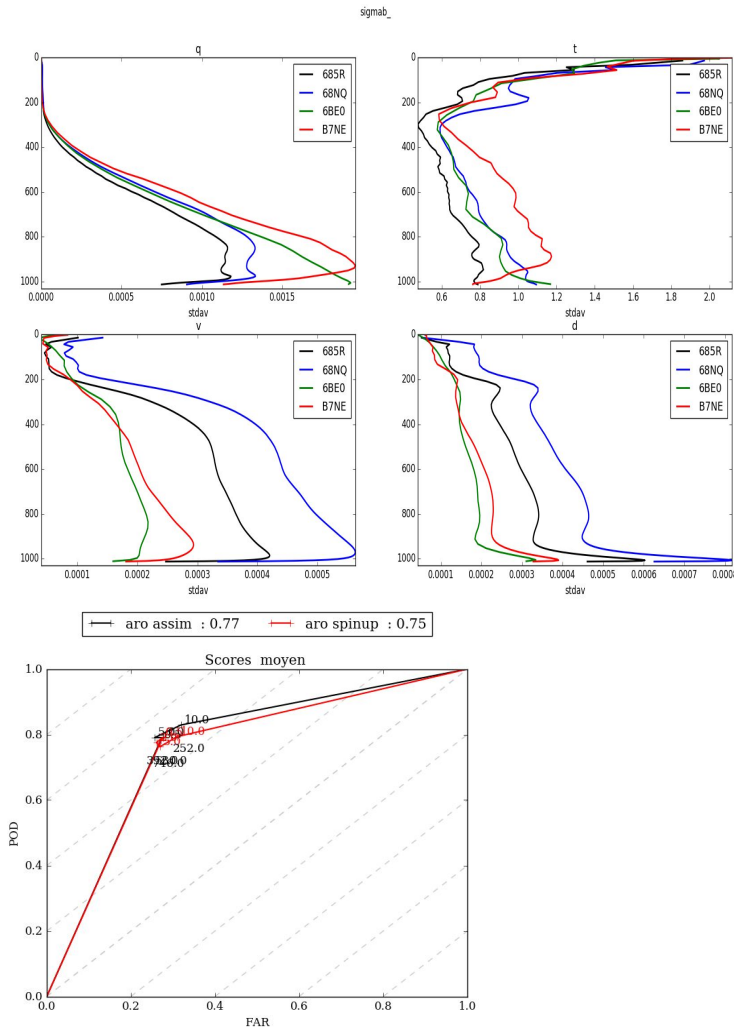 sigmab_
q
t
0
200
400
600
800
1000
0.0000 0.0005 0.0010 0.0015
stdav
685R
68NQ
6BE0
B7NE
0
200
400
600
800
1000
0.6 0.8 1.0 1.2 1.4 1.6 1.8 2.0
stdav
685R
68NQ
6BE0
B7NE
v
d
0
200
400
600
800
1000
0.0001 0.0002 0.0003 0.0004 0.0005
stdav
685R
68NQ
6BE0
B7NE
0
200
400
600
800
1000
0.0001 0.0002 0.0003 0.0004 0.0005 0.0006 0.0007 0.0008
stdav
685R
68NQ
6BE0
B7NE
aro assim : 0.77 aro spinup : 0.75
Scores moyen
1.0
0.8
0.6
0.4
0.2
0.0
POD
10.0
252.0
0.0 0.2 0.4 0.6 0.8 1.0
FAR